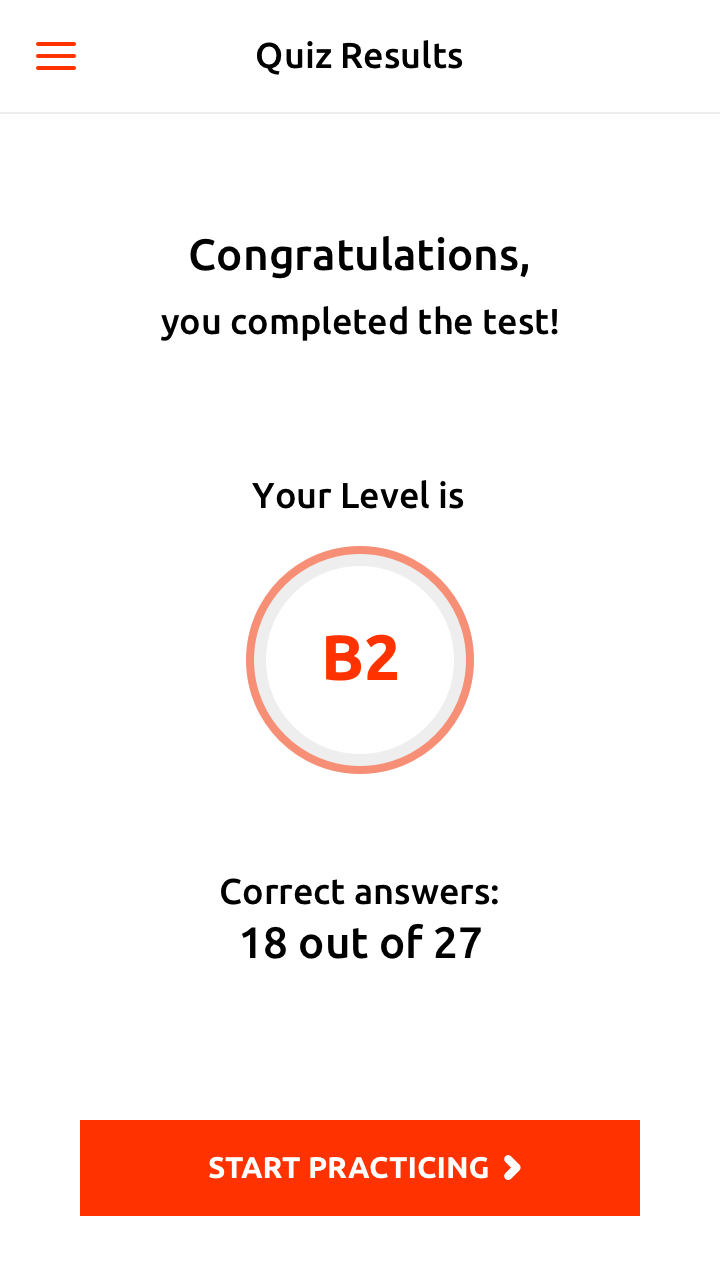 Quiz Results
Congratulations,
you completed the test!
Your Level is
B2
Correct answers:
18 out of 27
START PRACTICING